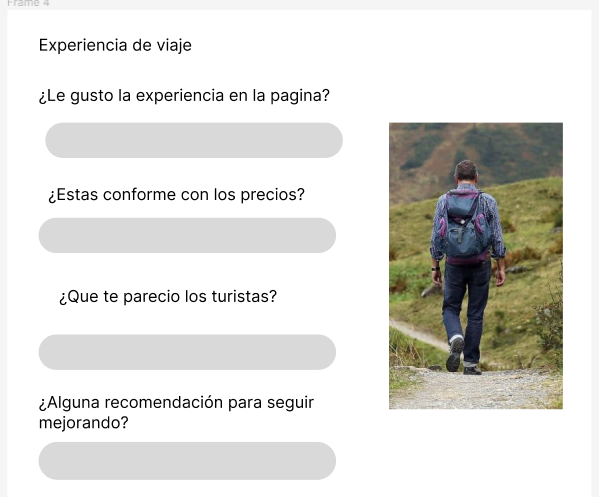 Frame 4
Experiencia de viaje
¿Le gusto la experiencia en la pagina?
¿Estas conforme con los precios?
¿Que te parecio los turistas?
¿Alguna recomendación para seguir
mejorando?